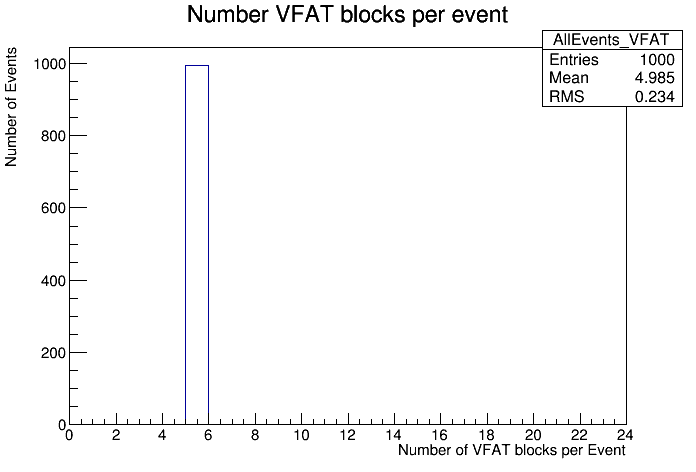 Number VFAT blocks per event
AllEvents_VFAT
Entries 1000
Mean 4.985
RMS 0.234
Number of Events
1000
800
600
400
200
0
0 2 4 6 8 10 12 14 16 18 20 22 24
Number of VFAT blocks per Event